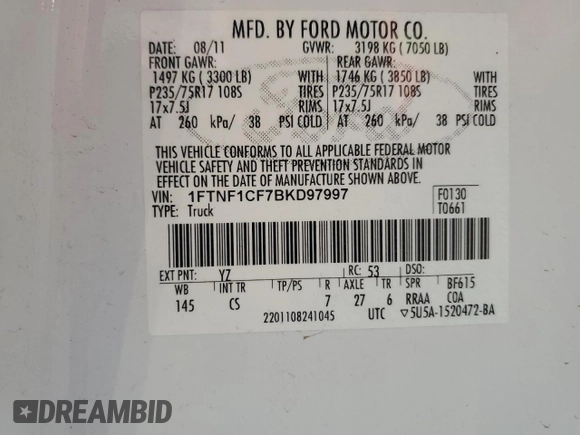 MFD. BY FORD MOTOR CO.
DATE: 08/11 GVWR: 3198 KG ( 7050 LB)
FRONT GAWR: REAR GAWR:
1497 KG ( 3300 LB) WITH 1746 KG ( 3850 LB) WITH
P235/75R17 108S TIRES P235/75R17 108S TIRES
17x7.5J RIMS 17x7.5J RIMS
AT 260 kPa/ 38 PSI COLD AT 260 kPa/ 38 PSI COLD
THIS VEHICLE CONFORMS TO ALL APPLICABLE FEDERAL MOTOR
VEHICLE SAFETY AND THEFT PREVENTION STANDARDS IN
EFFECT ON THE DATE OF MANUFACTURE SHOWN ABOVE.
VIN: 1FTNF1CF7BKD97997 F0130
TYPE: Truck T0661
EXT PNT: YZ RC: 53 DSO:
WB INT TR TP/PS R AXLE TR SPR BF615
145 CS 7 27 6 RRAA COA
2201108241045 UTC ▽5U5A-1520472-BA
DREAMBID